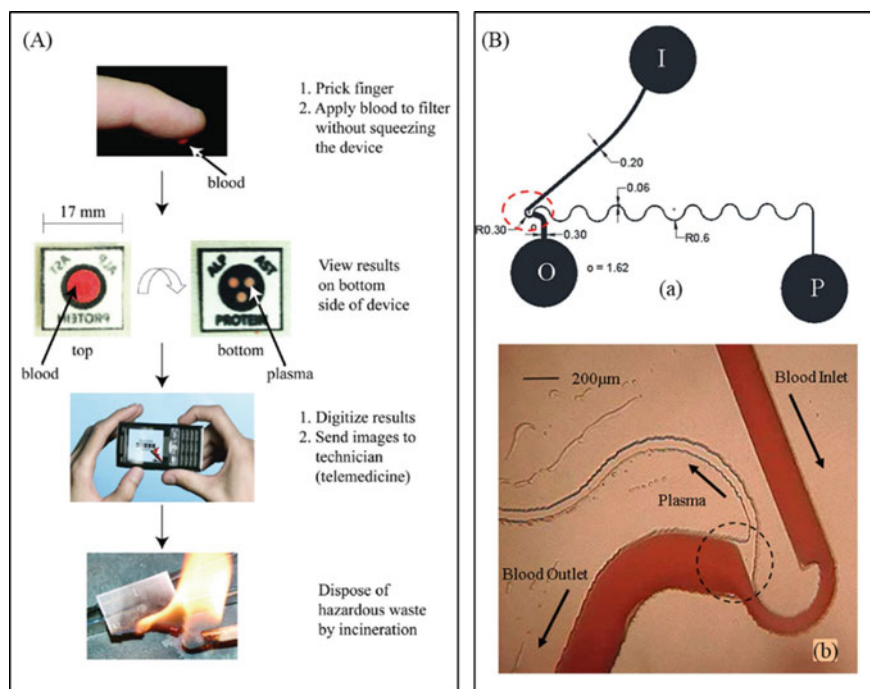 (A)
1. Prick finger
2. Apply blood to filter
without squeezing
the device
blood
17 mm
ALP
AST
PROTEIN
ALP
AST
PROTEIN
View results
on bottom
side of device
blood
top
bottom
plasma
1. Digitize results
2. Send images to
technician
(telemedicine)
Dispose of
hazardous waste
by incineration
(B)
I
0.20
0.06
R0.30
0.30
R0.6
O
o = 1.62
(a)
P
200μm
Blood Inlet
Plasma
Blood Outlet
(b)